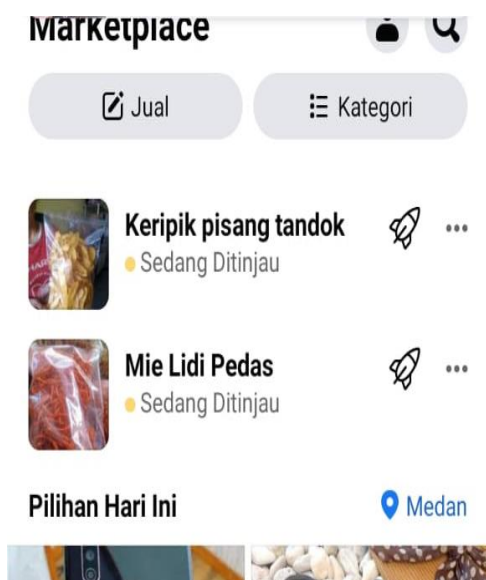 Marketplace
Jual
Kategori
Keripik pisang tandok
Sedang Ditinjau
Mie Lidi Pedas
Sedang Ditinjau
Pilihan Hari Ini
Medan